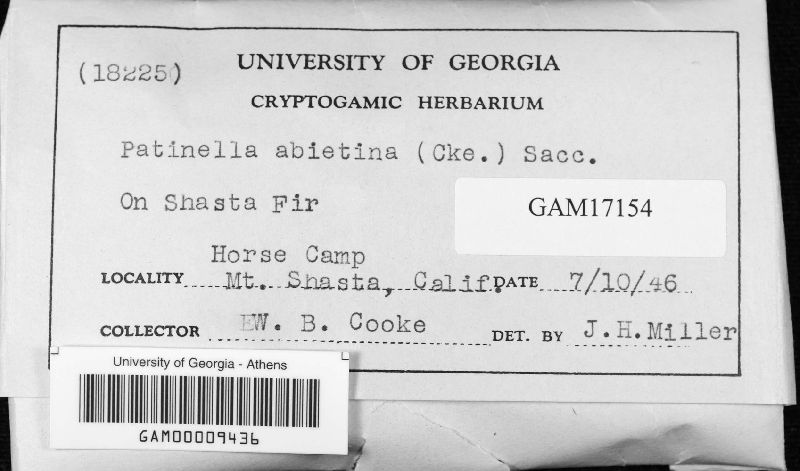 (18225)
UNIVERSITY OF GEORGIA
CRYPTOGAMIC HERBARIUM
Patinella abietina (Cke.) Sacc.
On Shasta Fir
GAM17154
Horse Camp
LOCALITY Mt. Shasta, Calif. DATE 7/10/46
COLLECTOR W. B. Cooke DET. BY J.H.Miller
University of Georgia - Athens
GAM00009436